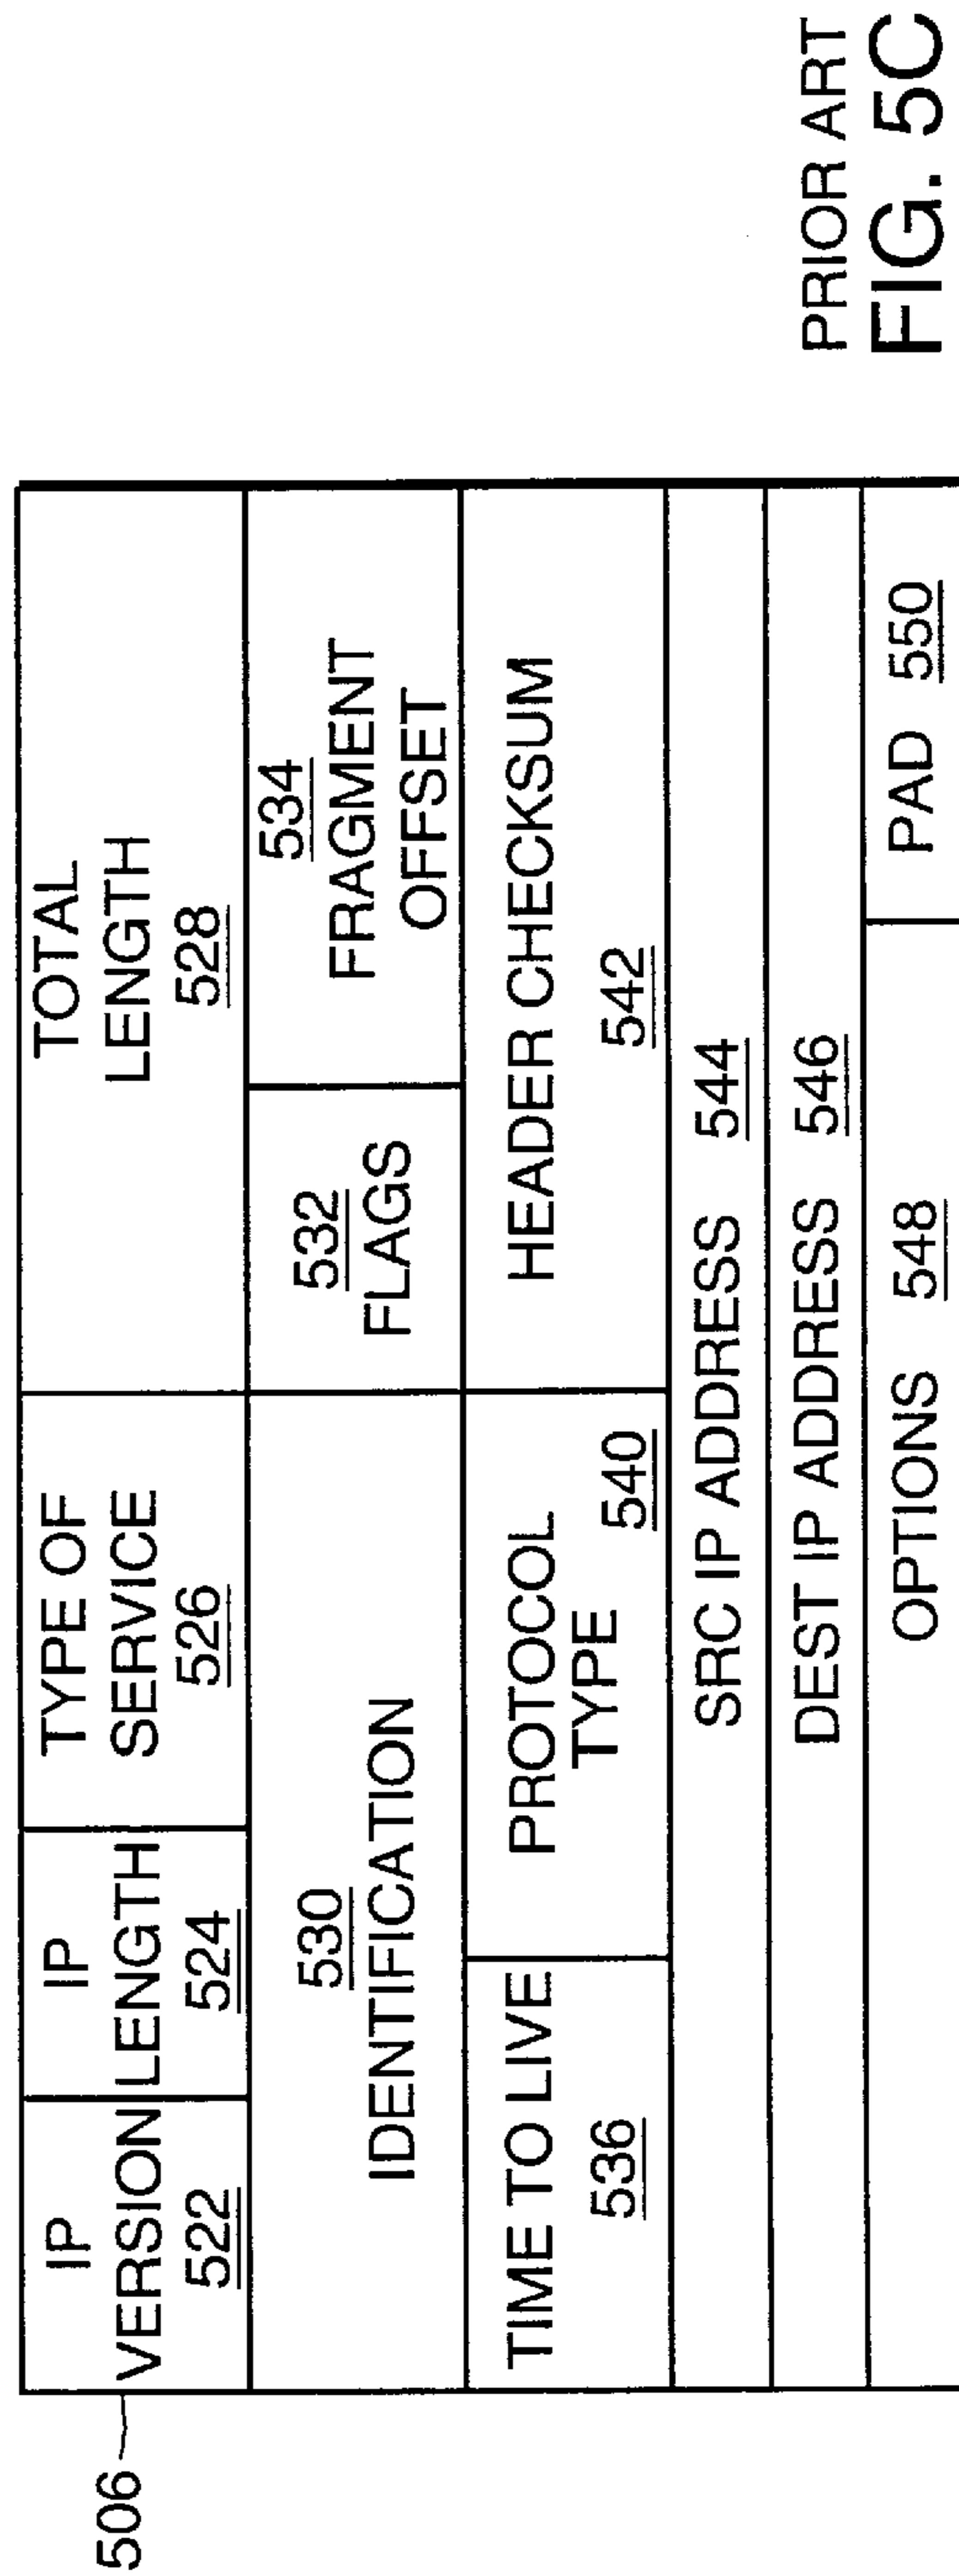 506
IP
VERSION
522
IP
LENGTH
524
TYPE OF
SERVICE
526
TOTAL
LENGTH
528
530
IDENTIFICATION
532
FLAGS
534
FRAGMENT
OFFSET
TIME TO LIVE
536
PROTOCOL
TYPE
540
HEADER CHECKSUM
542
SRC IP ADDRESS 544
DEST IP ADDRESS 546
OPTIONS 548
PAD 550
PRIOR ART
FIG. 5C